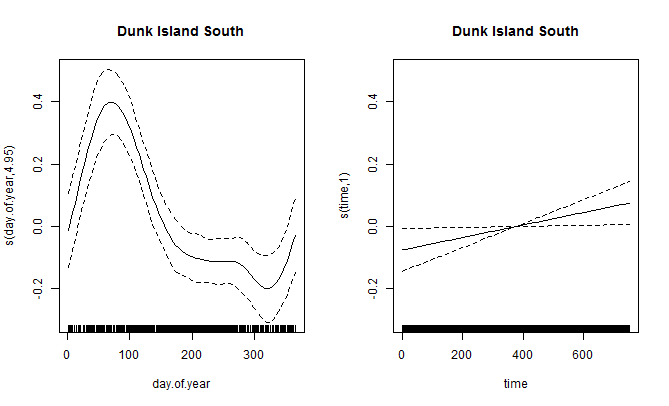 Dunk Island South
s(day.of.year,4.95)
0.4
0.2
0.0
-0.2
0
100
200
300
day.of.year
Dunk Island South
s(time,1)
0.4
0.2
0.0
-0.2
0
200
400
600
time